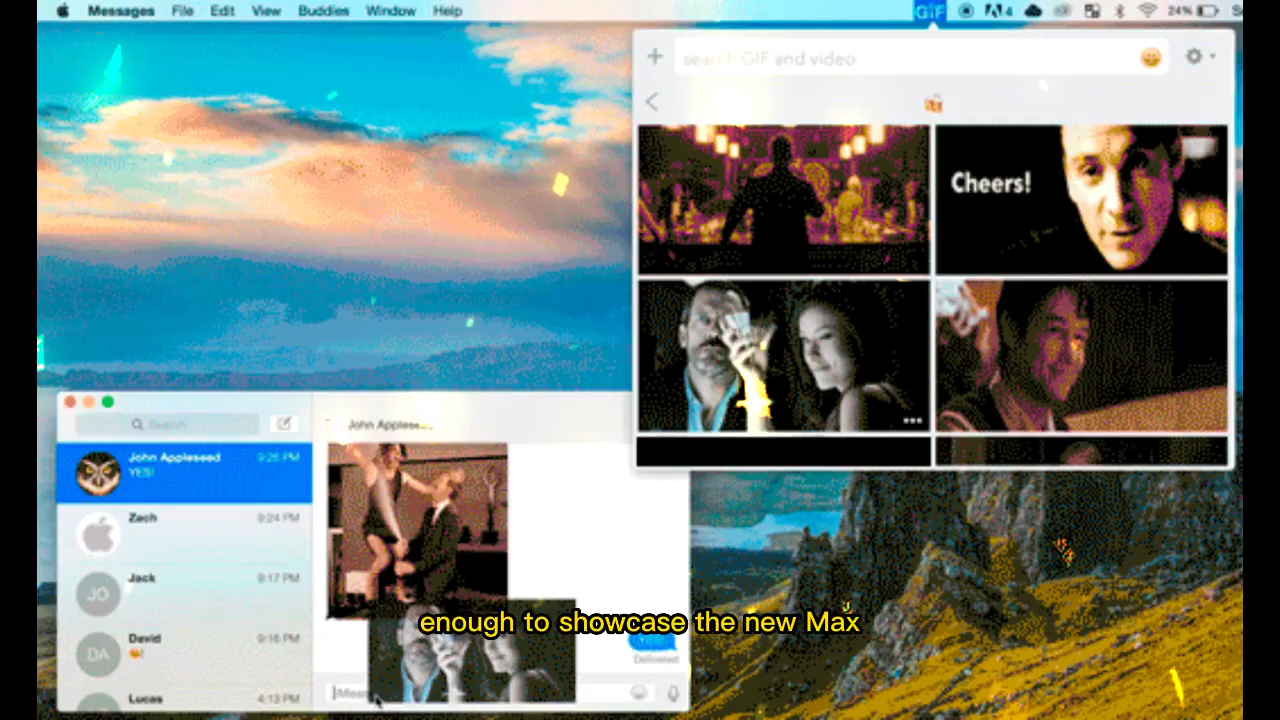 Messages File Edit View Buddies Window Help
GIF 4 24%
search GIF and video
Cheers!
Search
John Appleseed 9:26 PM
YES!
Zach 9:24 PM
Jack 9:17 PM
JO
David 9:16 PM
DA
Lucas 4:13 PM
enough to showcase the new Max
Delivered